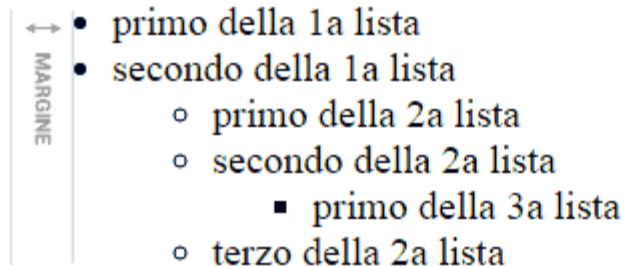 primo della 1a lista
MARGINE
secondo della 1a lista
primo della 2a lista
secondo della 2a lista
primo della 3a lista
terzo della 2a lista